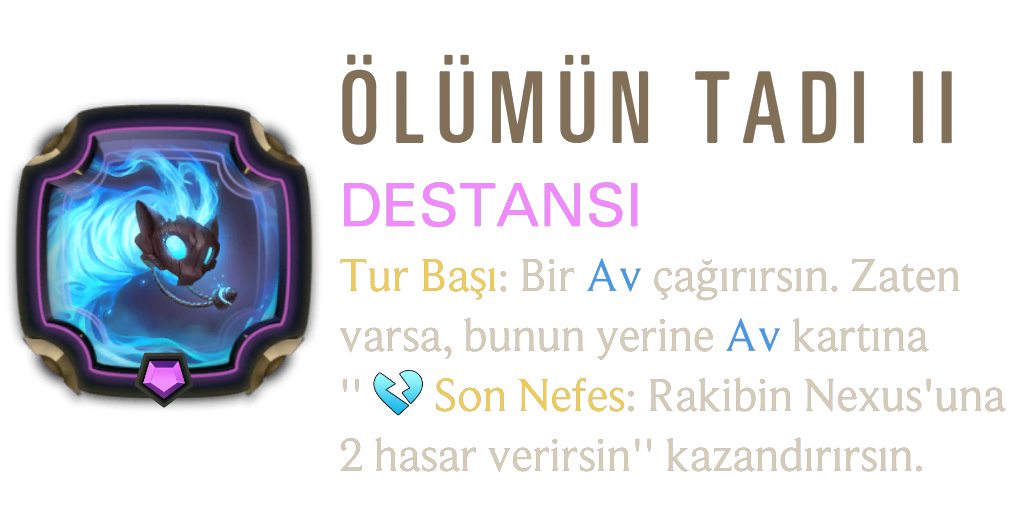 ÖLÜMÜN TADI II
DESTANSI
Tur Başı: Bir Av çağırırsın. Zaten
varsa, bunun yerine Av kartına
'' Son Nefes: Rakibin Nexus'una
2 hasar verirsin'' kazandırırsın.